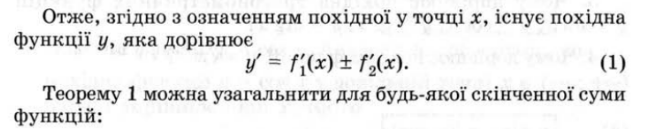 Отже, згідно з означенням похідної у точці x, існує похідна
функції y, яка дорівнює
y′ = f′₁(x) ± f′₂(x). (1)
Теорему 1 можна узагальнити для будь-якої скінченної суми
функцій: